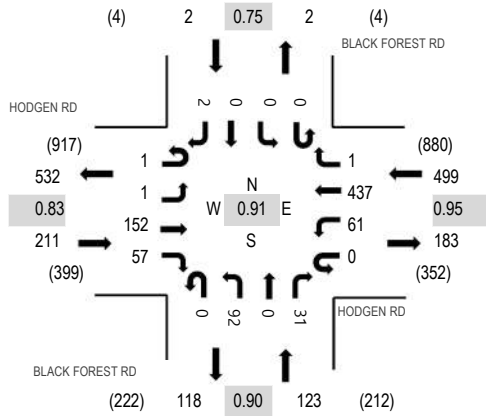 (4) 2 0.75 2 (4)
BLACK FOREST RD
HODGEN RD
2 0 0 0
(917) (880)
532 1 1 499
1 N 437
0.83 W 0.91 E 0.95
152 61
211 S 183
57 0
(399) (352)
0 92 0 31
HODGEN RD
BLACK FOREST RD
(222) 118 0.90 123 (212)